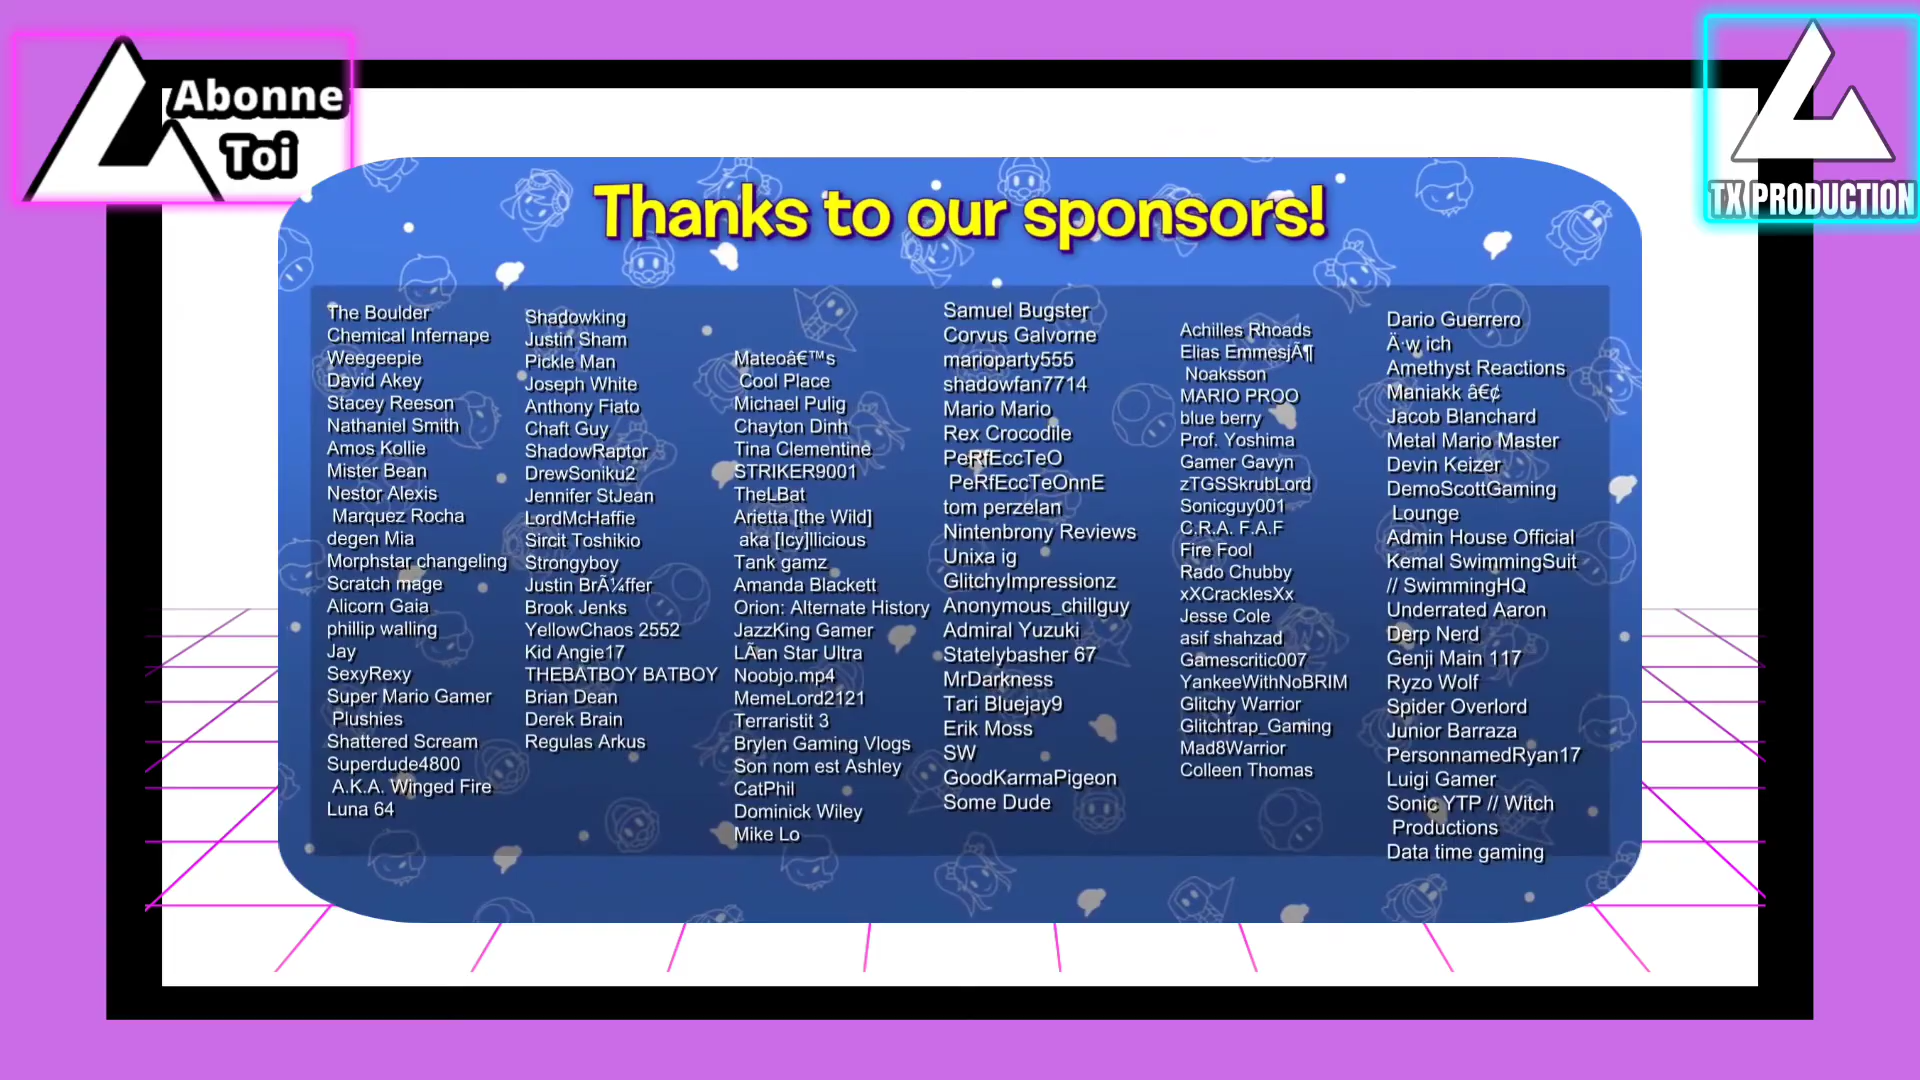 Abonne
Toi
TX PRODUCTION
Thanks to our sponsors!
The Boulder
Chemical Infernape
Weegeepie
David Akey
Stacey Reeson
Nathaniel Smith
Amos Kollie
Mister Bean
Nestor Alexis
Marquez Rocha
degen Mia
Morphstar changeling
Scratch mage
Alicorn Gaia
phillip walling
Jay
SexyRexy
Super Mario Gamer
Plushies
Shattered Scream
Superdude4800
A.K.A. Winged Fire
Luna 64
Shadowking
Justin Sham
Pickle Man
Joseph White
Anthony Fiato
Chaft Guy
ShadowRaptor
DrewSoniku2
Jennifer StJean
LordMcHaffie
Sircit Toshikio
Strongyboy
Justin BrÃ¼ffer
Brook Jenks
YellowChaos 2552
Kid Angie17
THEBATBOY BATBOY
Brian Dean
Derek Brain
Regulas Arkus
Mateoâ€™s
Cool Place
Michael Pulig
Chayton Dinh
Tina Clementine
STRIKER9001
TheLBat
Arietta [the Wild]
aka [Icy]llicious
Tank gamz
Amanda Blackett
Orion: Alternate History
JazzKing Gamer
LÃan Star Ultra
Noobjo.mp4
MemeLord2121
Terraristit 3
Brylen Gaming Vlogs
Son nom est Ashley
CatPhil
Dominick Wiley
Mike Lo
Samuel Bugster
Corvus Galvorne
marioparty555
shadowfan7714
Mario Mario
Rex Crocodile
PeRfEccTeO
PeRfEccTeOnnE
tom perzelan
Nintenbrony Reviews
Unixa ig
GlitchyImpressionz
Anonymous_chillguy
Admiral Yuzuki
Statelybasher 67
MrDarkness
Tari Bluejay9
Erik Moss
SW
GoodKarmaPigeon
Some Dude
Achilles Rhoads
Elias EmmesjÃ¶
Noaksson
MARIO PROO
blue berry
Prof. Yoshima
Gamer Gavyn
zTGSSkrubLord
Sonicguy001
C.R.A. F.A.F
Fire Fool
Rado Chubby
xXCracklesXx
Jesse Cole
asif shahzad
Gamescritic007
YankeeWithNoBRIM
Glitchy Warrior
Glitchtrap_Gaming
Mad8Warrior
Colleen Thomas
Dario Guerrero
Ä·w ich
Amethyst Reactions
Maniakk â€¢
Jacob Blanchard
Metal Mario Master
Devin Keizer
DemoScottGaming
Lounge
Admin House Official
Kemal SwimmingSuit
// SwimmingHQ
Underrated Aaron
Derp Nerd
Genji Main 117
Ryzo Wolf
Spider Overlord
Junior Barraza
PersonnamedRyan17
Luigi Gamer
Sonic YTP // Witch
Productions
Data time gaming